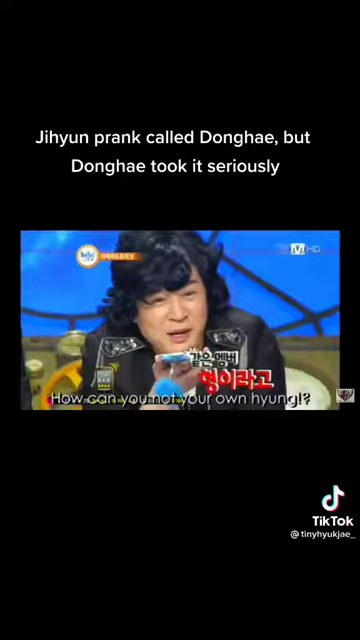 Jihyun prank called Donghae, but
Donghae took it seriously
M HD
같은 멤버
형이라고
How can you not your own hyung!?
TikTok
@tinyhyukjae_